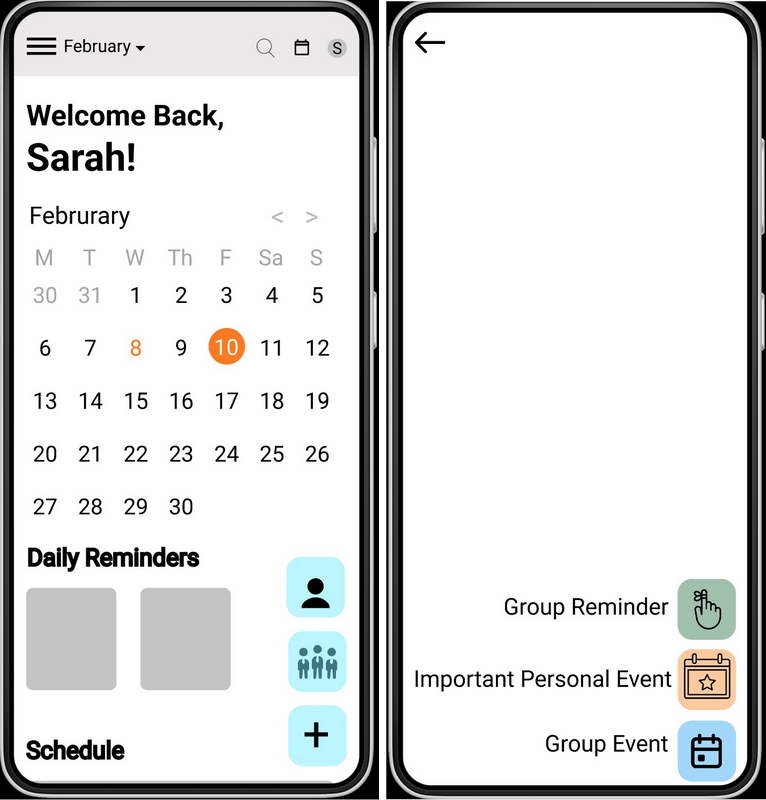 February
S
Welcome Back,
Sarah!
Februrary < >
M T W Th F Sa S
30 31 1 2 3 4 5
6 7 8 9 10 11 12
13 14 15 16 17 18 19
20 21 22 23 24 25 26
27 28 29 30
Daily Reminders
Schedule
Group Reminder
Important Personal Event
Group Event